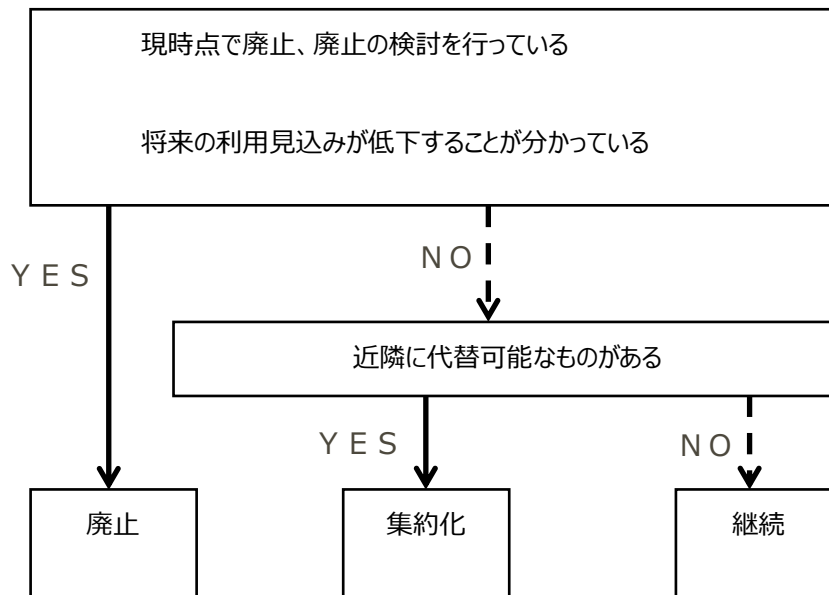 現時点で廃止、廃止の検討を行っている
将来の利用見込みが低下することが分かっている
ＹＥＳ
ＮＯ
近隣に代替可能なものがある
ＹＥＳ
ＮＯ
廃止
集約化
継続